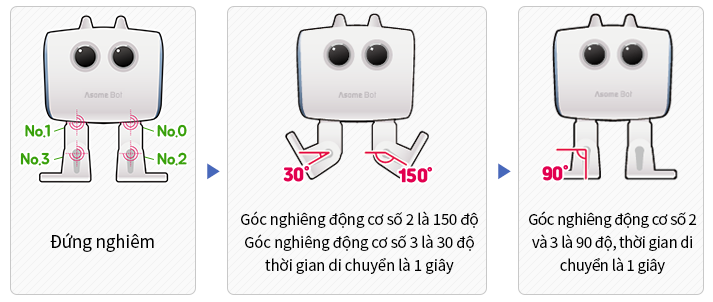 Asome Bot
No.1
No.0
No.3
No.2
Đứng nghiêm
Asome Bot
30°
150°
Góc nghiêng động cơ số 2 là 150 độ
Góc nghiêng động cơ số 3 là 30 độ
thời gian di chuyển là 1 giây
Asome Bot
90°
Góc nghiêng động cơ số 2
và 3 là 90 độ, thời gian di
chuyển là 1 giây